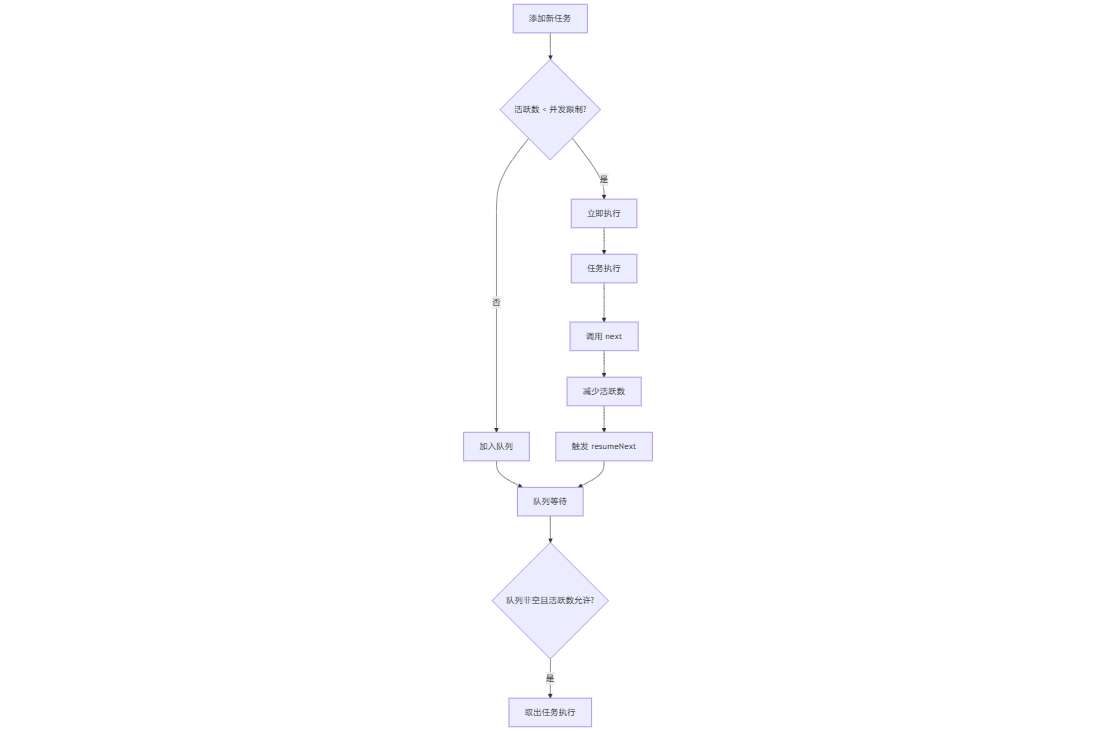 添加新任务
活跃数 < 并发限制?
是
立即执行
任务执行
否
调用 next
减少活跃数
加入队列
触发 resumeNext
队列等待
队列非空且活跃数允许?
是
取出任务执行